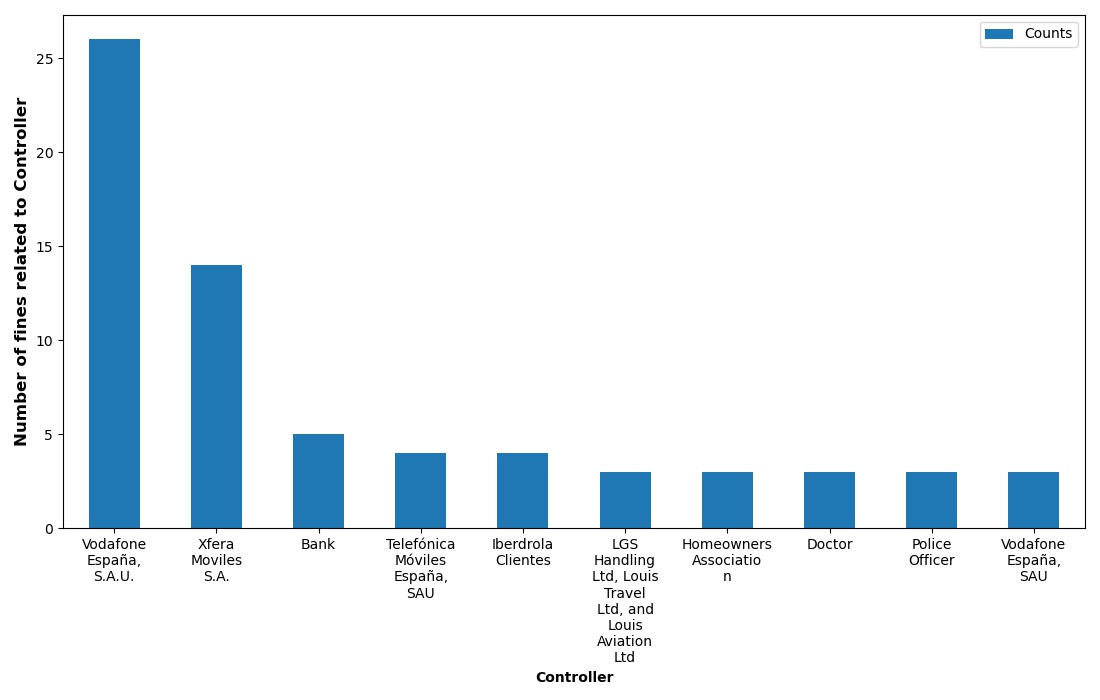 Counts
Number of fines related to Controller
25
20
15
10
5
0
Vodafone
España,
S.A.U.
Xfera
Moviles
S.A.
Bank
Telefónica
Móviles
España,
SAU
Iberdrola
Clientes
LGS
Handling
Ltd, Louis
Travel
Ltd, and
Louis
Aviation
Ltd
Homeowners
Associatio
n
Doctor
Police
Officer
Vodafone
España,
SAU
Controller